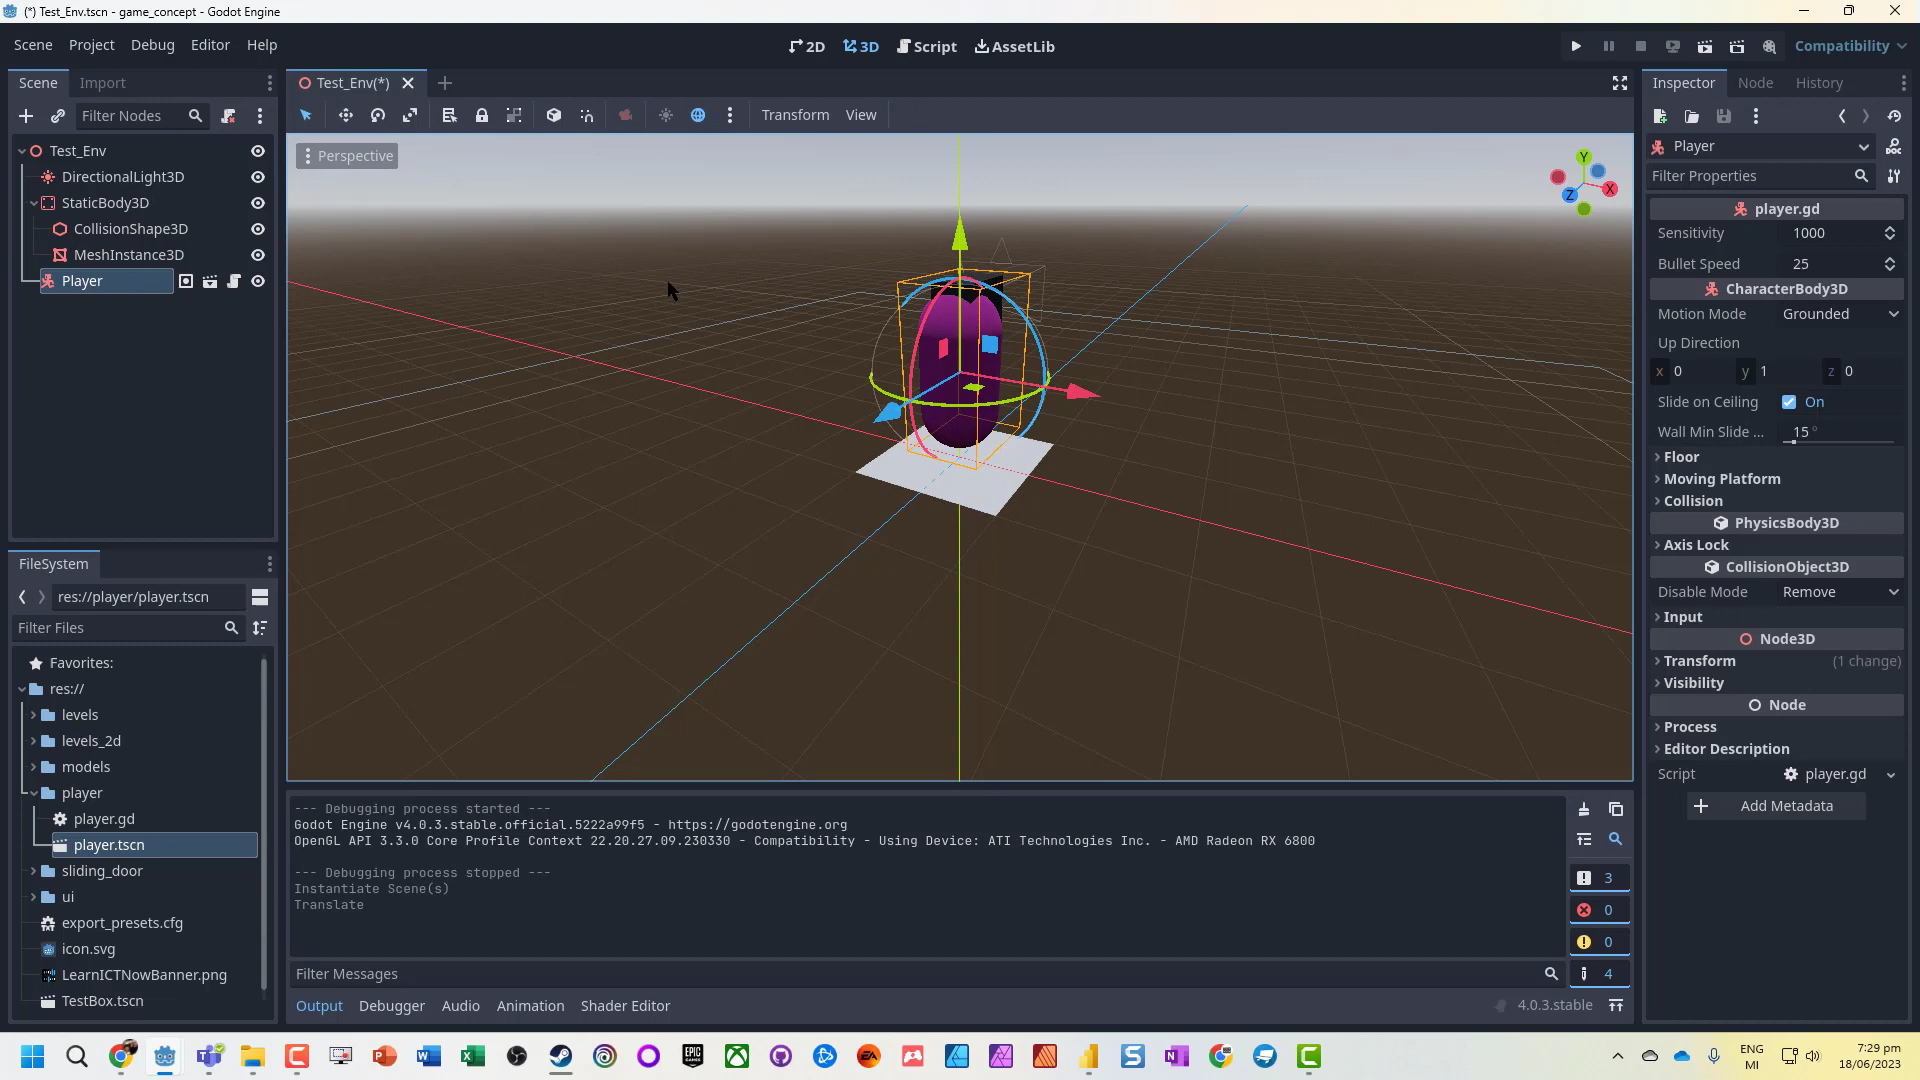 (*) Test_Env.tscn - game_concept - Godot Engine
Scene Project Debug Editor Help
2D 3D Script AssetLib
Compatibility
Scene Import
Filter Nodes
Test_Env
DirectionalLight3D
StaticBody3D
CollisionShape3D
MeshInstance3D
Player
Test_Env(*)
Transform View
Perspective
Y
X
Z
FileSystem
res://player/player.tscn
Filter Files
Favorites:
res://
levels
levels_2d
models
player
player.gd
player.tscn
sliding_door
ui
export_presets.cfg
icon.svg
LearnICTNowBanner.png
TestBox.tscn
--- Debugging process started ---
Godot Engine v4.0.3.stable.official.5222a99f5 - https://godotengine.org
OpenGL API 3.3.0 Core Profile Context 22.20.27.09.230330 - Compatibility - Using Device: ATI Technologies Inc. - AMD Radeon RX 6800
--- Debugging process stopped ---
Instantiate Scene(s)
Translate
3
0
0
4
Filter Messages
Output Debugger Audio Animation Shader Editor
4.0.3.stable
Inspector Node History
Player
Filter Properties
player.gd
Sensitivity 1000
Bullet Speed 25
CharacterBody3D
Motion Mode Grounded
Up Direction
x 0 y 1 z 0
Slide on Ceiling On
Wall Min Slide ... 15 °
Floor
Moving Platform
Collision
PhysicsBody3D
Axis Lock
CollisionObject3D
Disable Mode Remove
Input
Node3D
Transform (1 change)
Visibility
Node
Process
Editor Description
Script player.gd
Add Metadata
EPIC GAMES
EA
ENG
MI
7:29 pm
18/06/2023